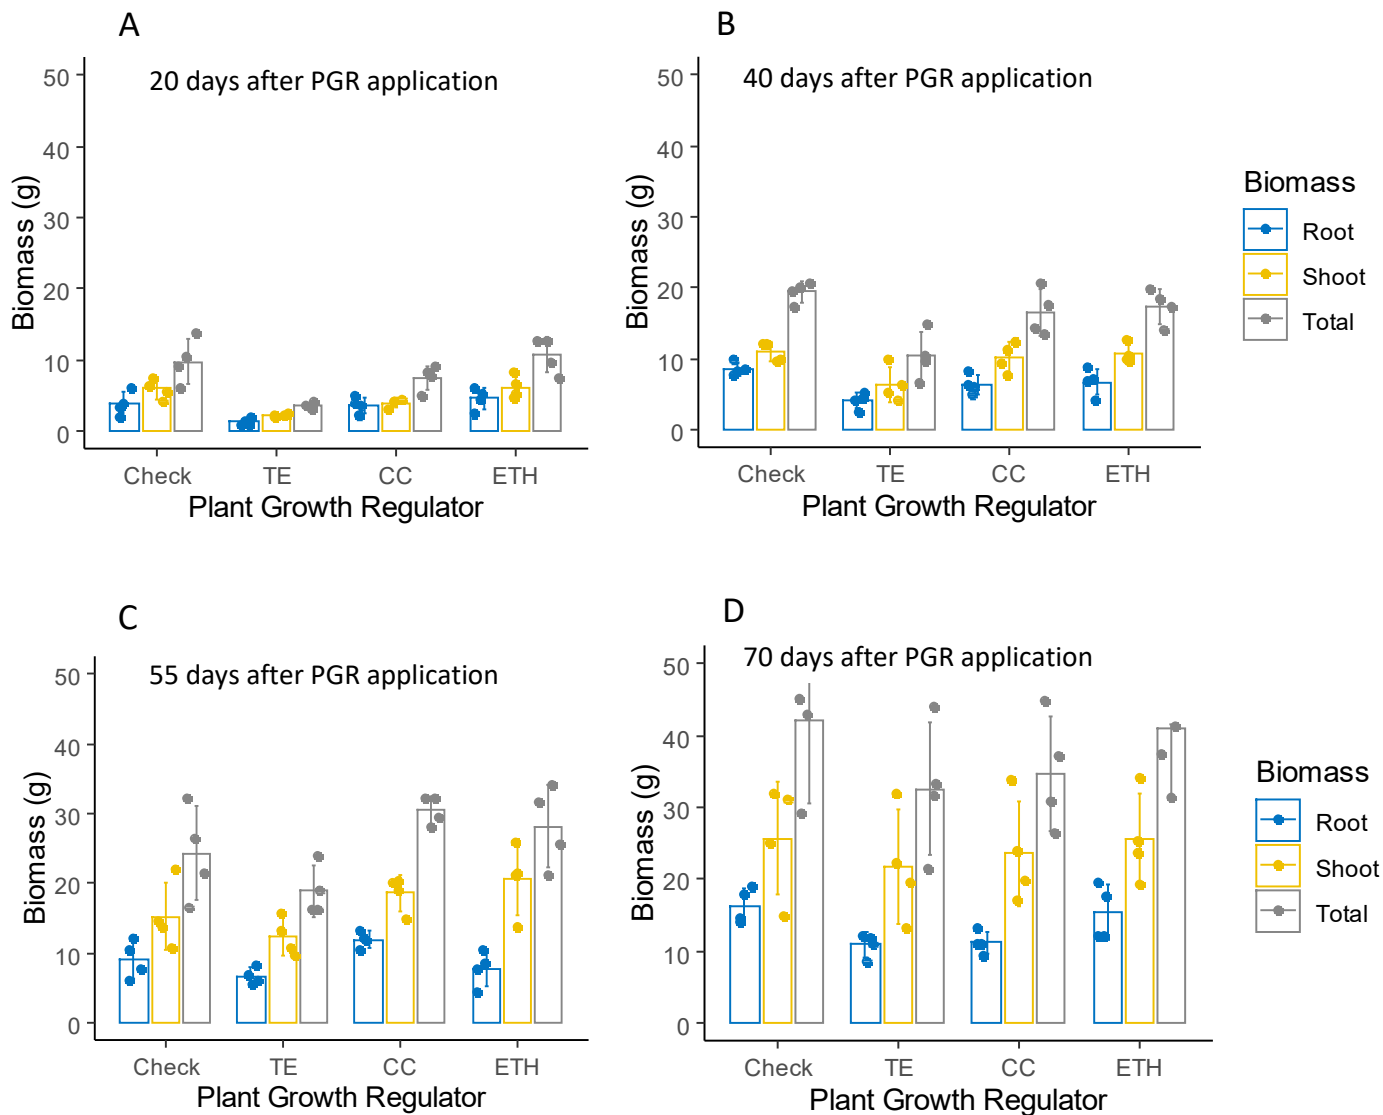 A
20 days after PGR application
50
40
30
20
10
0
Biomass (g)
Check TE CC ETH
Plant Growth Regulator
B
40 days after PGR application
50
40
30
20
10
0
Biomass (g)
Check TE CC ETH
Plant Growth Regulator
Biomass
Root
Shoot
Total
C
55 days after PGR application
50
40
30
20
10
0
Biomass (g)
Check TE CC ETH
Plant Growth Regulator
D
70 days after PGR application
50
40
30
20
10
0
Biomass (g)
Check TE CC ETH
Plant Growth Regulator
Biomass
Root
Shoot
Total